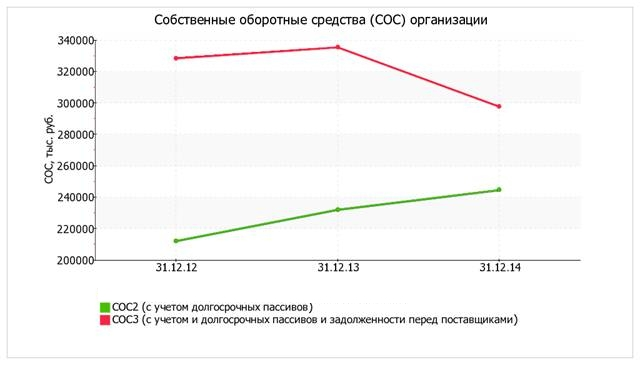 Собственные оборотные средства (СОС) организации
СОС, тыс. руб.
340000
320000
300000
280000
260000
240000
220000
200000
31.12.12 31.12.13 31.12.14
СОС2 (с учетом долгосрочных пассивов)
СОС3 (с учетом и долгосрочных пассивов и задолженности перед поставщиками)